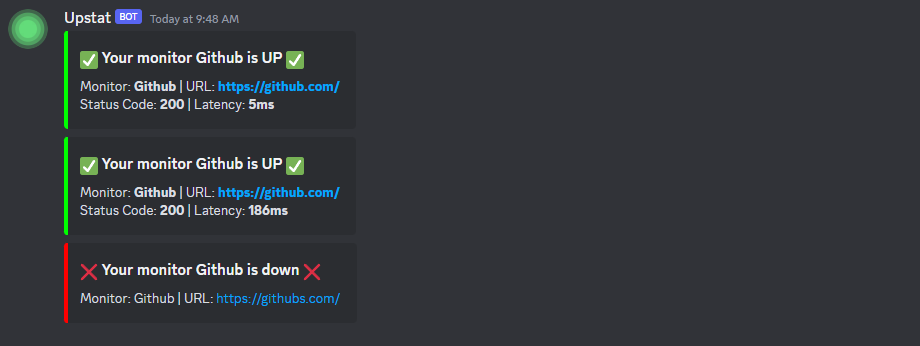 Upstat BOT Today at 9:48 AM
✅ Your monitor Github is UP ✅
Monitor: Github | URL: https://github.com/
Status Code: 200 | Latency: 5ms
✅ Your monitor Github is UP ✅
Monitor: Github | URL: https://github.com/
Status Code: 200 | Latency: 186ms
❌ Your monitor Github is down ❌
Monitor: Github | URL: https://githubs.com/